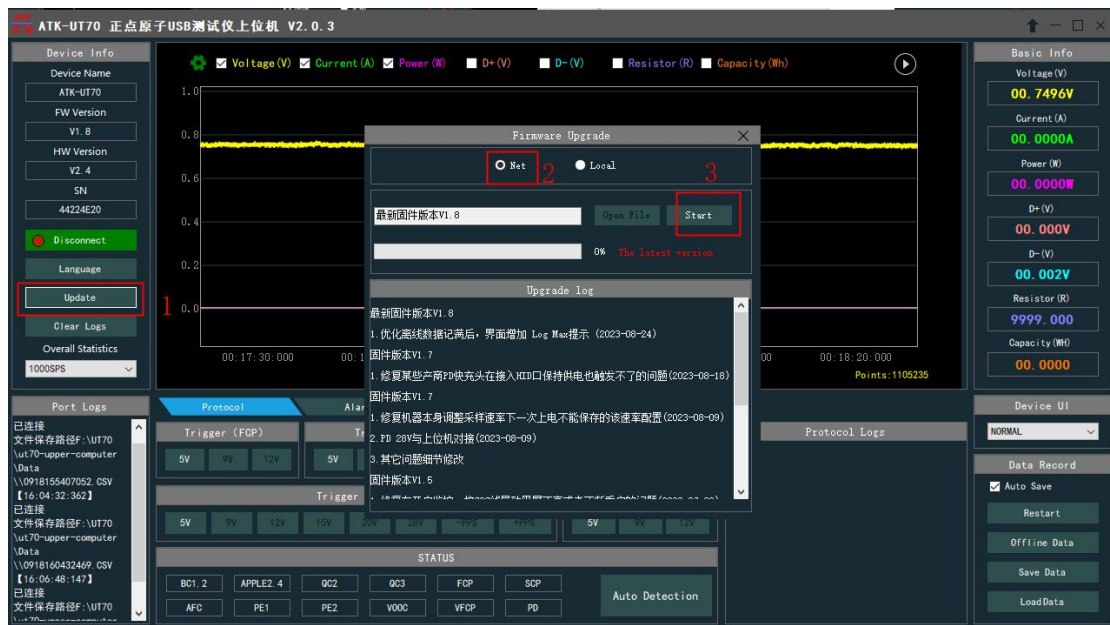 ATK-UT70 正点原子USB测试仪上位机 V2.0.3
Device Info
Device Name
ATK-UT70
FW Version
V1.8
HW Version
V2.4
SN
44224E20
Disconnect
Language
Update
1
Clear Logs
Overall Statistics
1000SPS
Voltage(V) Current(A) Power(W) D+(V) D-(V) Resistor(R) Capacity(Wh)
1.0
0.8
0.6
0.4
0.2
0.0
00:17:30:000
00:1
00
00:18:20:000
Points:1105235
Firmware Upgrade
Net 2 Local 3
最新固件版本V1.8 Open File Start
0% The latest version
Upgrade log
最新固件版本V1.8
1.优化离线数据记满后，界面增加 Log Max提示 (2023-08-24)
固件版本V1.7
1.修复某些产商PD快充头在接入HID口保持供电也触发不了的问题(2023-08-18)
固件版本V1.7
1.修复机器本身调整采样速率下一次上电不能保存的该速率配置(2023-08-09)
2.PD 28V与上位机对接(2023-08-09)
3.其它问题细节修改
固件版本V1.5
Basic Info
Voltage(V)
00.7496V
Current(A)
00.0000A
Power(W)
00.0000W
D+(V)
00.000V
D-(V)
00.002V
Resistor(R)
9999.000
Capacity(WH)
00.0000
Port Logs
已连接
文件保存路径F:\UT70
\ut70-upper-computer
\Data
\\0918155407052.CSV
【16:04:32:362】
已连接
文件保存路径F:\UT70
\ut70-upper-computer
\Data
\\0918160432469.CSV
【16:06:48:147】
已连接
文件保存路径F:\UT70
\ut70-upper-computer
Protocol Alar
Trigger (FCP) Tr
5V 9V 12V 5V
Trigger
5V 9V 12V 15V 20V 28V -PPS +PPS 5V 9V 12V
STATUS
BC1.2 APPLE2.4 QC2 QC3 FCP SCP
AFC PE1 PE2 VOOC VFCP PD
Auto Detection
Protocol Logs
Device UI
NORMAL
Data Record
Auto Save
Restart
Offline Data
Save Data
LoadData